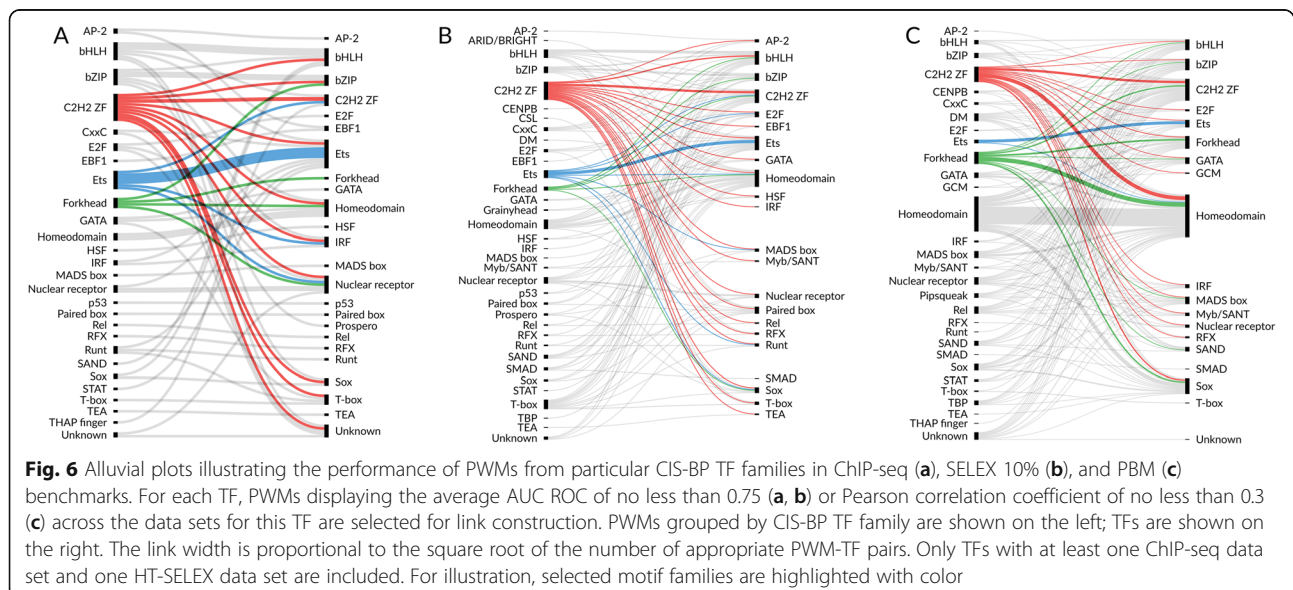 A
AP-2
bHLH
bZIP
C2H2 ZF
CxxC
E2F
EBF1
Ets
Forkhead
GATA
Homeodomain
HSF
IRF
MADS box
Nuclear receptor
p53
Paired box
Rel
RFX
Runt
SAND
Sox
STAT
T-box
TEA
THAP finger
Unknown
AP-2
bHLH
bZIP
C2H2 ZF
E2F
EBF1
Ets
Forkhead
GATA
Homeodomain
HSF
IRF
MADS box
Nuclear receptor
p53
Paired box
Prospero
Rel
RFX
Runt
Sox
T-box
TEA
Unknown
B
AP-2
ARID/BRIGHT
bHLH
bZIP
C2H2 ZF
CENPB
CSL
CxxC
DM
E2F
EBF1
Ets
Forkhead
GATA
Grainyhead
Homeodomain
HSF
IRF
MADS box
Myb/SANT
Nuclear receptor
p53
Paired box
Prospero
Rel
RFX
Runt
SAND
SMAD
Sox
STAT
T-box
TBP
TEA
Unknown
AP-2
bHLH
bZIP
C2H2 ZF
E2F
EBF1
Ets
GATA
Homeodomain
HSF
IRF
MADS box
Myb/SANT
Nuclear receptor
Paired box
Rel
RFX
Runt
SMAD
Sox
T-box
TEA
C
AP-2
bHLH
bZIP
C2H2 ZF
CENPB
CxxC
DM
E2F
Ets
Forkhead
GATA
GCM
Homeodomain
IRF
MADS box
Myb/SANT
Nuclear receptor
Pipsqueak
Rel
RFX
Runt
SAND
SMAD
Sox
STAT
T-box
TBP
TEA
THAP finger
Unknown
bHLH
bZIP
C2H2 ZF
E2F
Ets
Forkhead
GATA
GCM
Homeodomain
IRF
MADS box
Myb/SANT
Nuclear receptor
RFX
SAND
SMAD
Sox
T-box
Unknown
Fig. 6 Alluvial plots illustrating the performance of PWMs from particular CIS-BP TF families in ChIP-seq (a), SELEX 10% (b), and PBM (c)
benchmarks. For each TF, PWMs displaying the average AUC ROC of no less than 0.75 (a, b) or Pearson correlation coefficient of no less than 0.3
(c) across the data sets for this TF are selected for link construction. PWMs grouped by CIS-BP TF family are shown on the left; TFs are shown on
the right. The link width is proportional to the square root of the number of appropriate PWM-TF pairs. Only TFs with at least one ChIP-seq data
set and one HT-SELEX data set are included. For illustration, selected motif families are highlighted with color